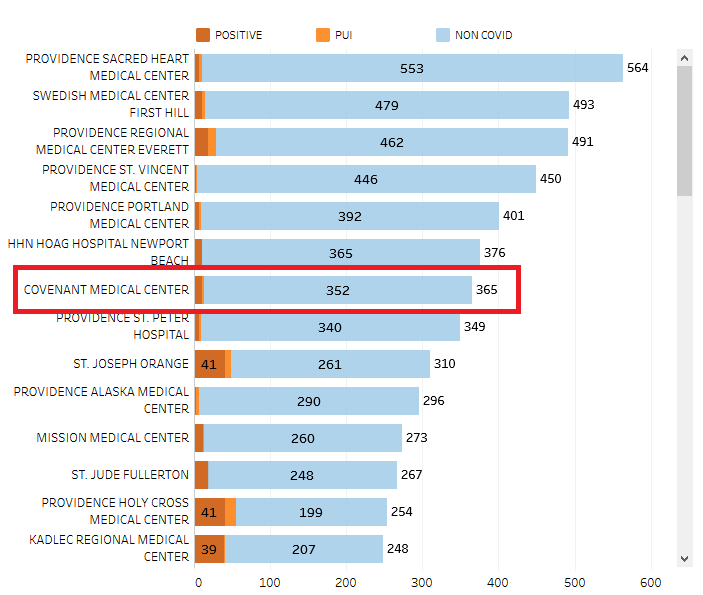 POSITIVE PUI NON COVID
PROVIDENCE SACRED HEART
MEDICAL CENTER
553 564
SWEDISH MEDICAL CENTER
FIRST HILL
479 493
PROVIDENCE REGIONAL
MEDICAL CENTER EVERETT
462 491
PROVIDENCE ST. VINCENT
MEDICAL CENTER
446 450
PROVIDENCE PORTLAND
MEDICAL CENTER
392 401
HHN HOAG HOSPITAL NEWPORT
BEACH
365 376
COVENANT MEDICAL CENTER 352 365
PROVIDENCE ST. PETER
HOSPITAL
340 349
ST. JOSEPH ORANGE 41 261 310
PROVIDENCE ALASKA MEDICAL
CENTER
290 296
MISSION MEDICAL CENTER 260 273
ST. JUDE FULLERTON 248 267
PROVIDENCE HOLY CROSS
MEDICAL CENTER
41 199 254
KADLEC REGIONAL MEDICAL
CENTER
39 207 248
0 100 200 300 400 500 600